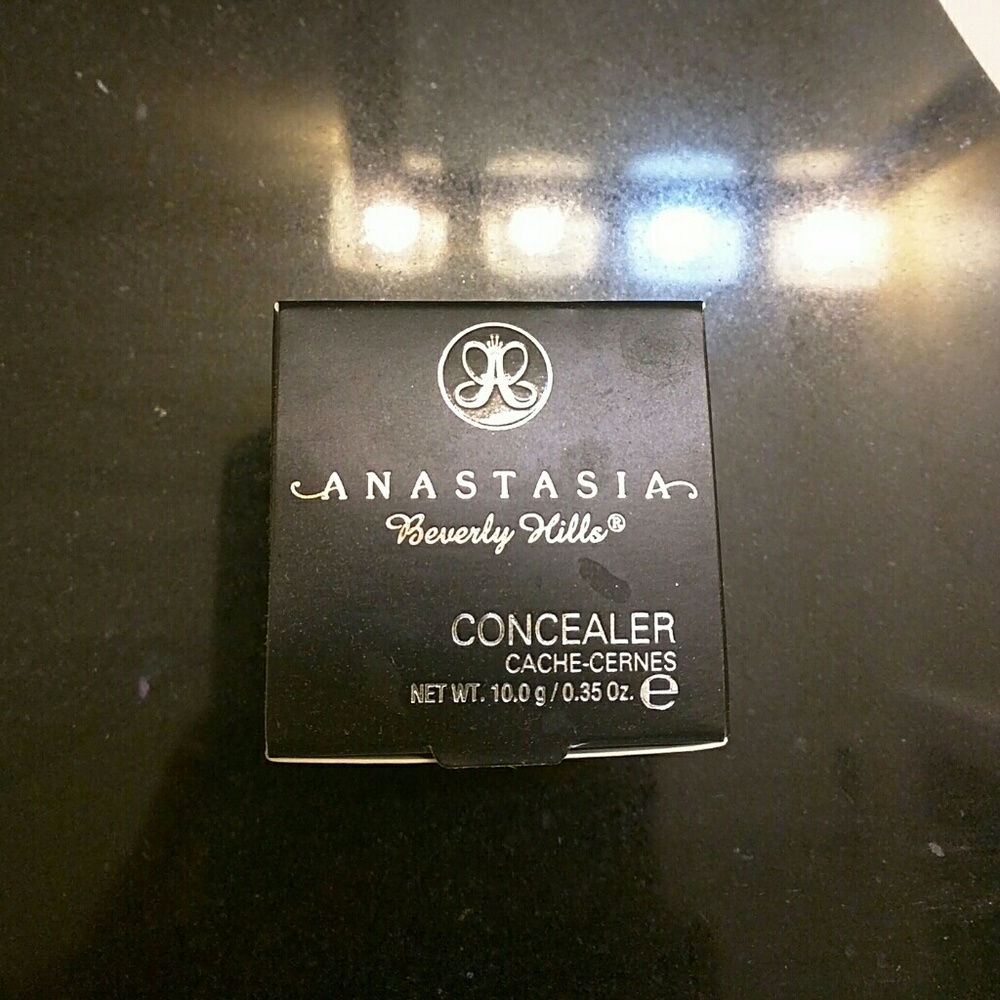 ANASTASIA
Beverly Hills®
CONCEALER
CACHE-CERNES
NET WT. 10.0 g / 0.35 Oz. ℮